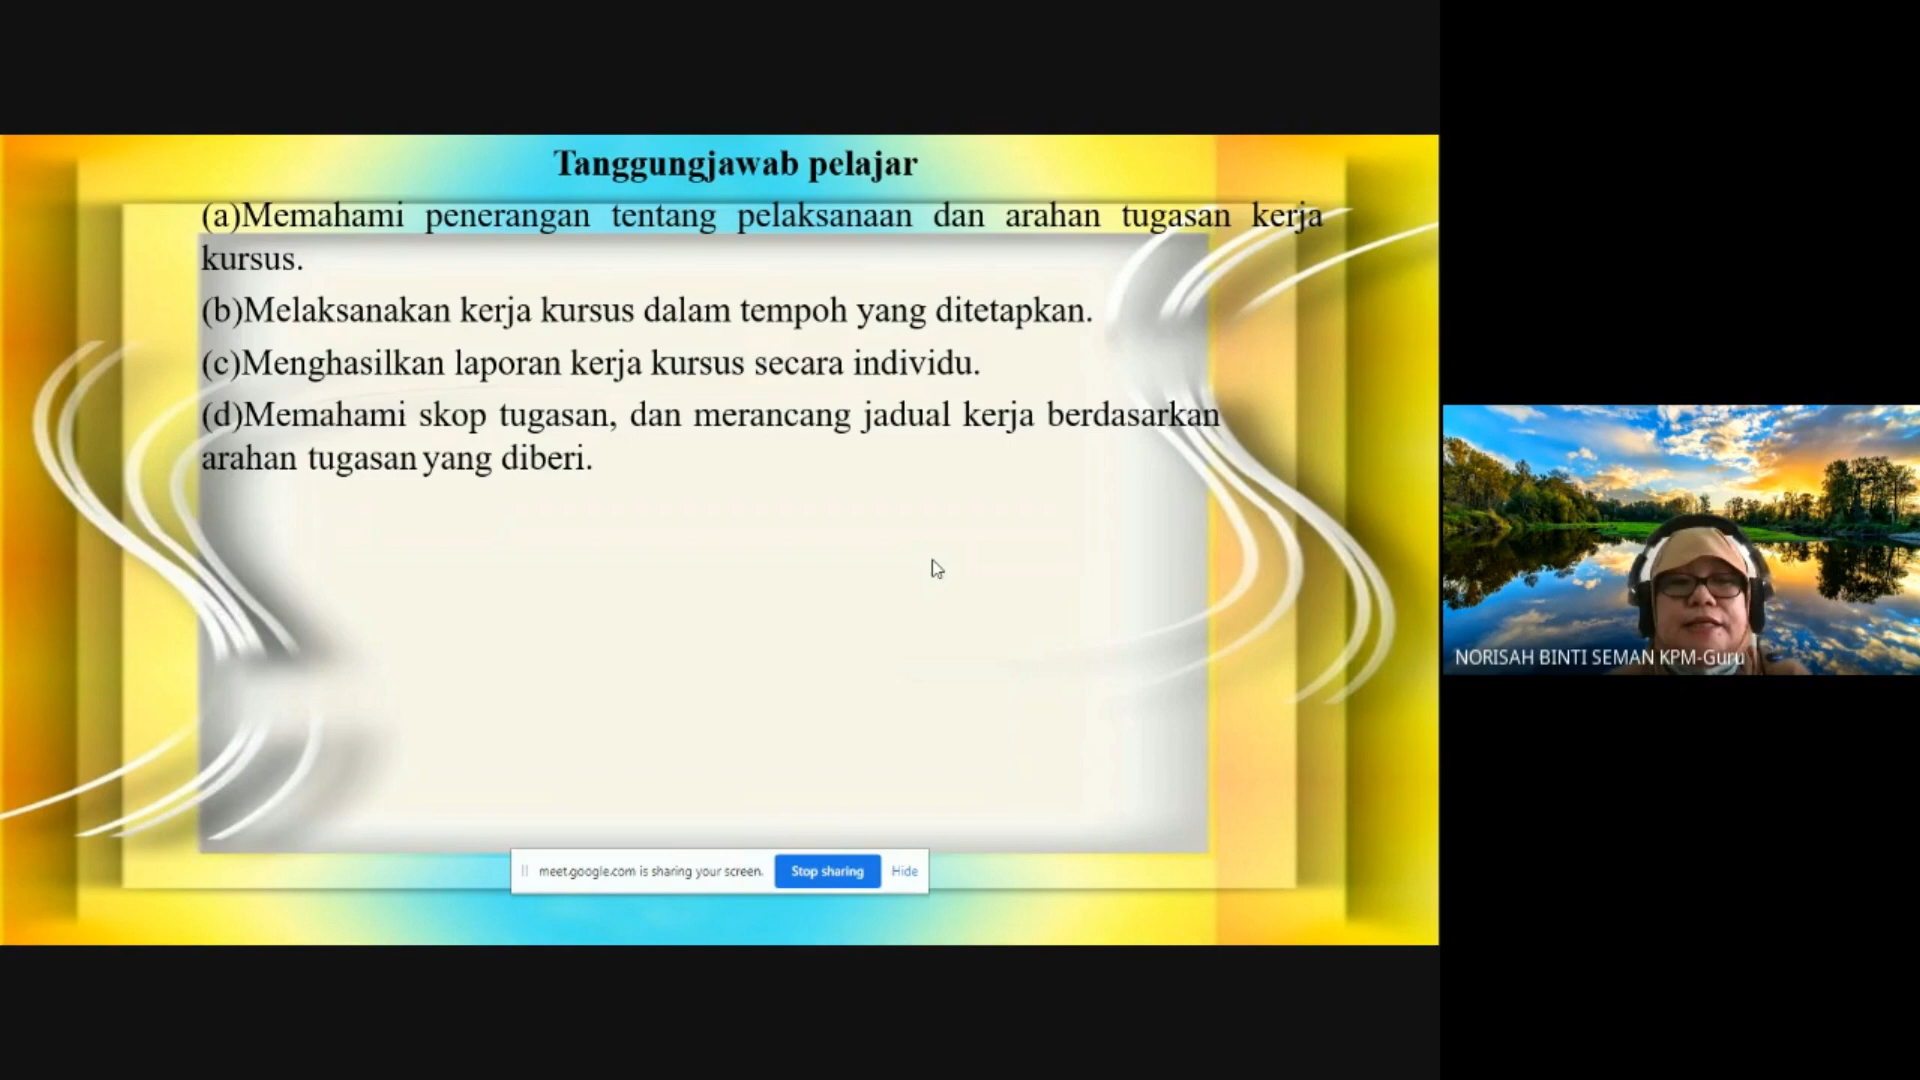 Tanggungjawab pelajar
(a)Memahami penerangan tentang pelaksanaan dan arahan tugasan kerja
kursus.
(b)Melaksanakan kerja kursus dalam tempoh yang ditetapkan.
(c)Menghasilkan laporan kerja kursus secara individu.
(d)Memahami skop tugasan, dan merancang jadual kerja berdasarkan
arahan tugasan yang diberi.
meet.google.com is sharing your screen.
Stop sharing
Hide
NORISAH BINTI SEMAN KPM-Guru